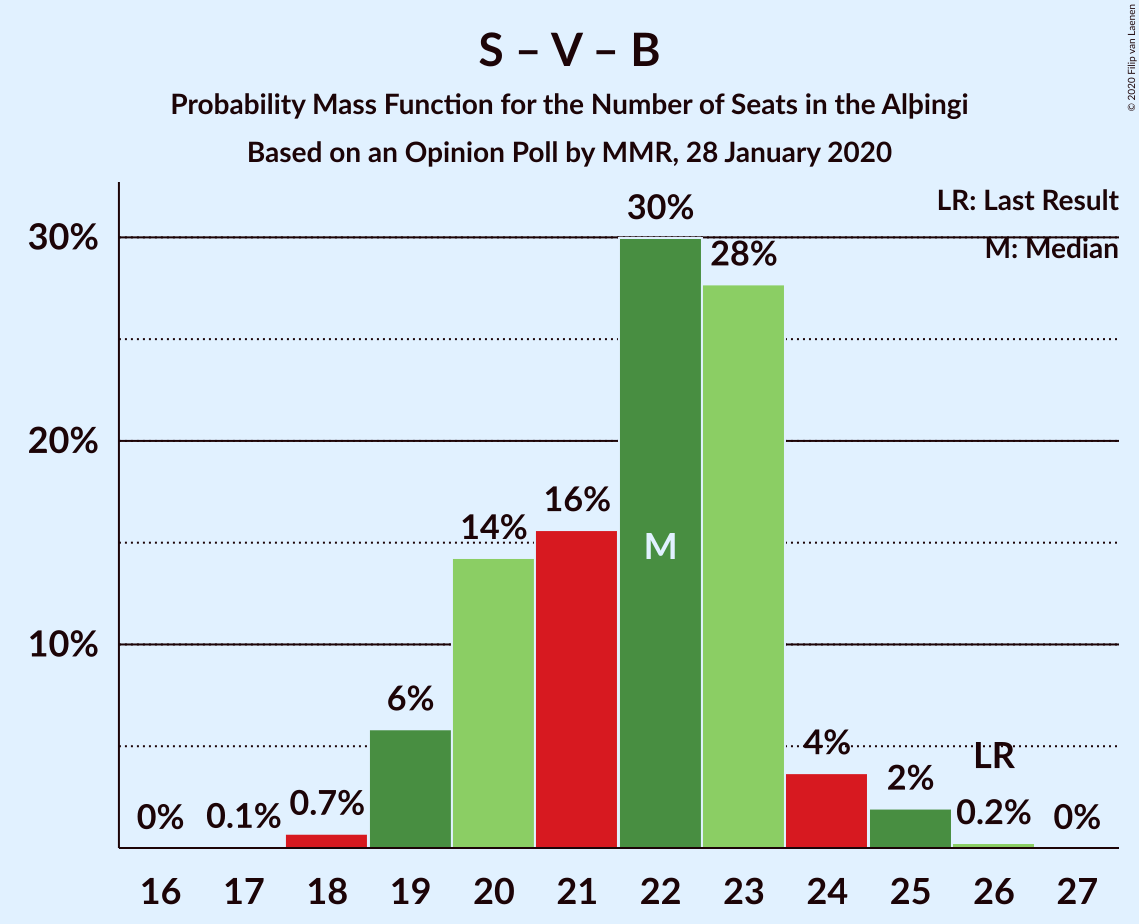 S – V – B
Probability Mass Function for the Number of Seats in the Alþingi
Based on an Opinion Poll by MMR, 28 January 2020
© 2020 Filip van Laenen
LR: Last Result
M: Median
30%
20%
10%
0%
0.1%
0.7%
6%
14%
16%
30%
M
28%
4%
2%
LR
0.2%
0%
16 17 18 19 20 21 22 23 24 25 26 27